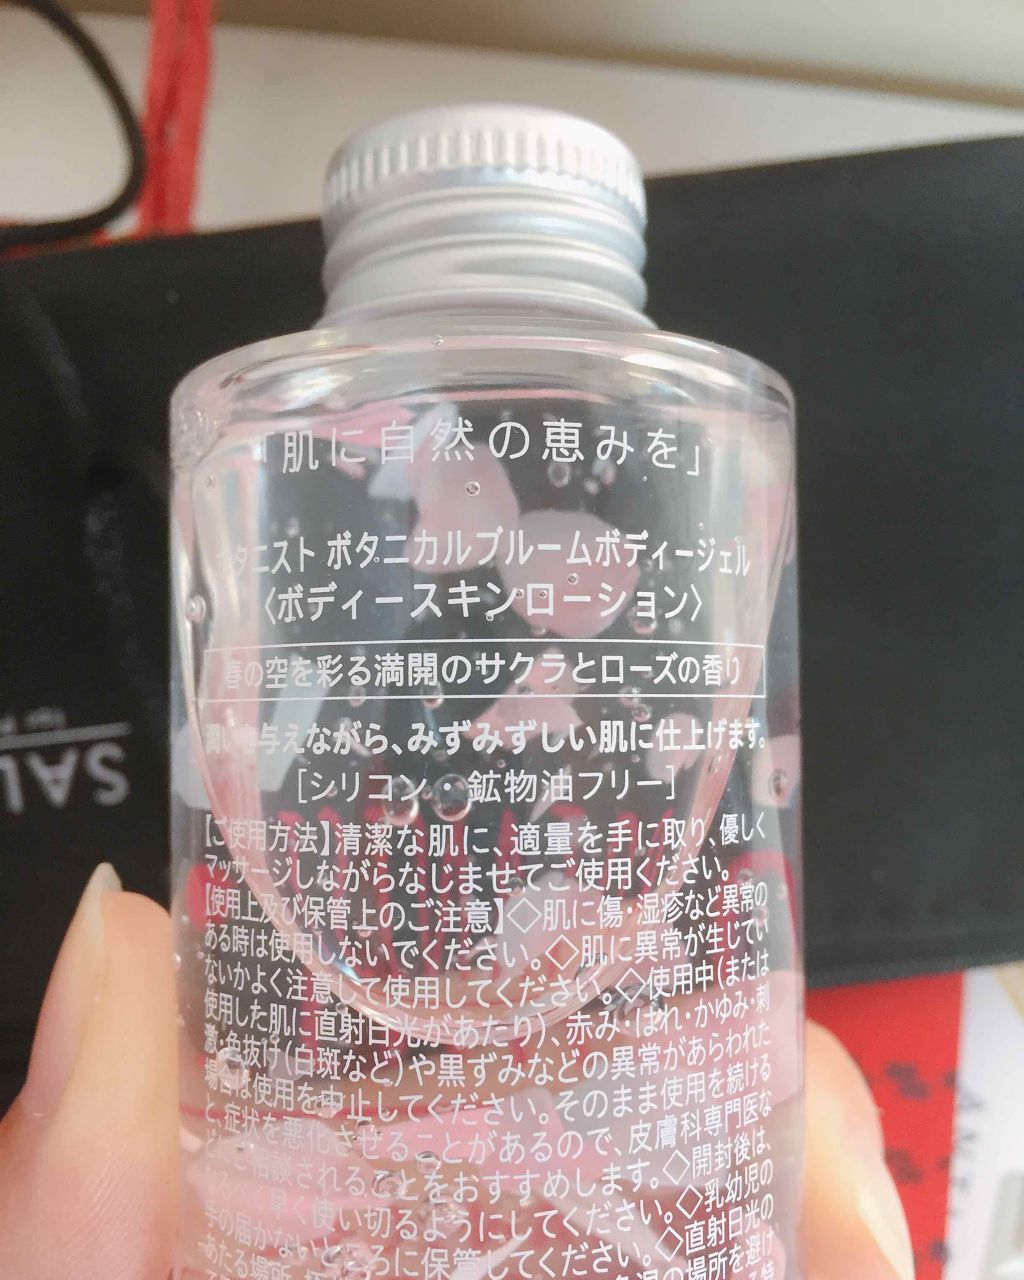 「肌に自然の恵みを」
タニスト ボタニカルブルームボディージェル
〈ボディースキンローション〉
春の空を彩る満開のサクラとローズの香り
潤いを与えながら、みずみずしい肌に仕上げます。
[シリコン・鉱物油フリー]
【ご使用方法】清潔な肌に、適量を手に取り、優しく
マッサージしながらなじませてご使用ください。
【使用上及び保管上のご注意】◇肌に傷・湿疹など異常の
ある時は使用しないでください。◇肌に異常が生じてい
ないかよく注意して使用してください。◇使用中(または
使用した肌に直射日光があたり)、赤み・はれ・かゆみ・刺
激・色抜け(白斑など)や黒ずみなどの異常があらわれた
場合は使用を中止してください。そのまま使用を続ける
と、症状を悪化させることがあるので、皮膚科専門医な
どにご相談されることをおすすめします。◇開封後は、
なるべく早く使い切るようにしてください。◇乳幼児の
手の届かないところに保管してください。◇直射日光の
あたる場所、
の場所を避け
SAL